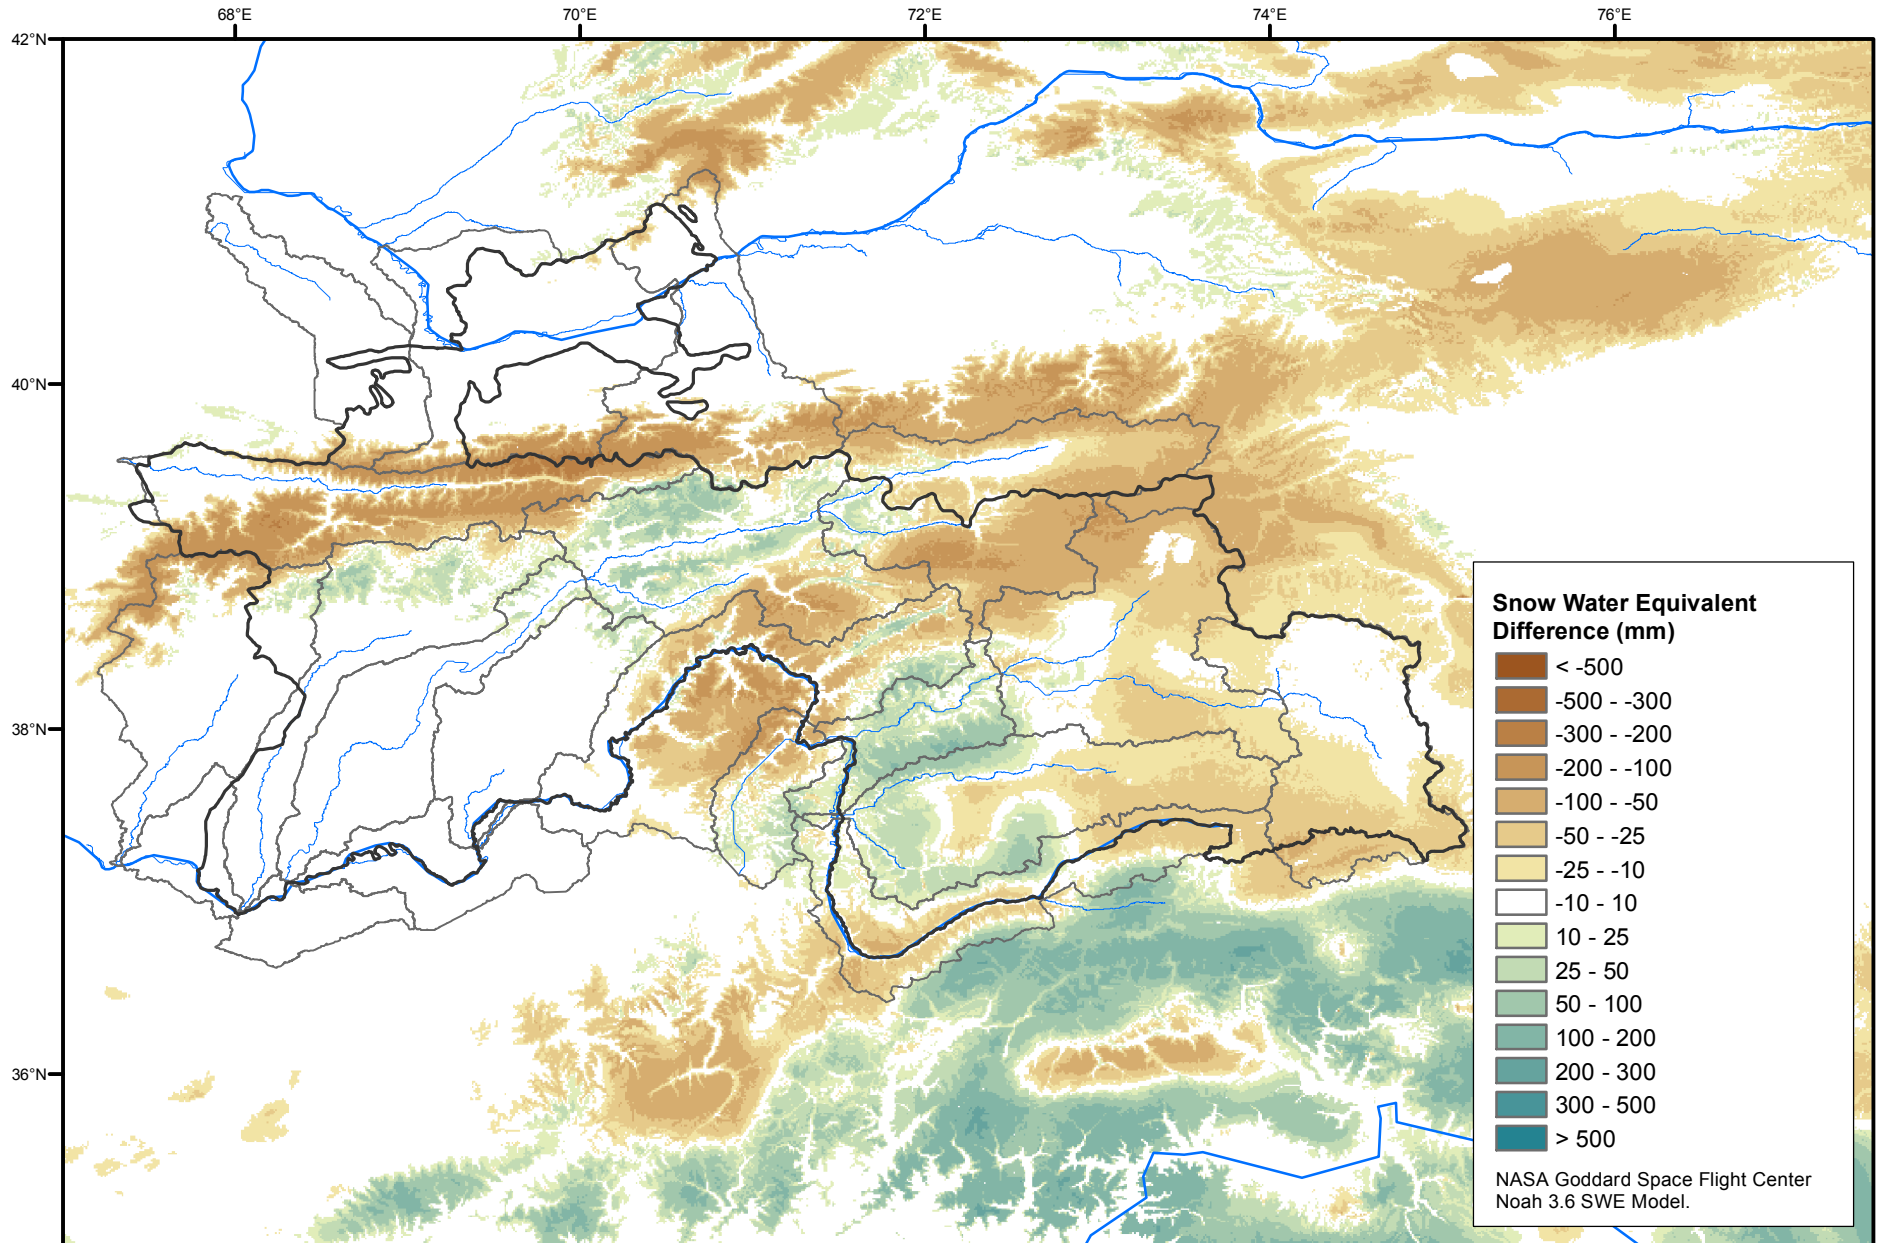 68°E
70°E
72°E
74°E
76°E
42°N
40°N
38°N
36°N
Snow Water Equivalent
Difference (mm)
< -500
-500 - -300
-300 - -200
-200 - -100
-100 - -50
-50 - -25
-25 - -10
-10 - 10
10 - 25
25 - 50
50 - 100
100 - 200
200 - 300
300 - 500
> 500
NASA Goddard Space Flight Center
Noah 3.6 SWE Model.